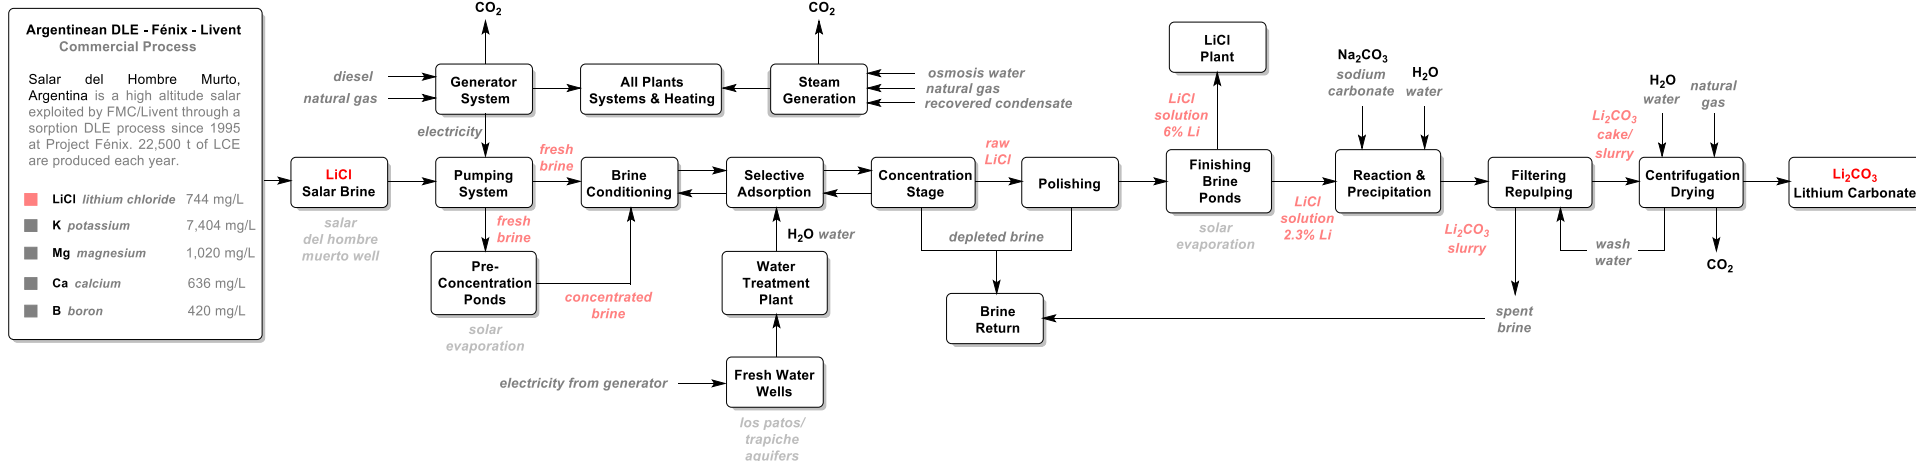 Argentinean DLE - Fénix - Livent
Commercial Process
Salar del Hombre Murto,
Argentina is a high altitude salar
exploited by FMC/Livent through a
sorption DLE process since 1995
at Project Fénix. 22,500 t of LCE
are produced each year.
LiCl lithium chloride 744 mg/L
K potassium 7,404 mg/L
Mg magnesium 1,020 mg/L
Ca calcium 636 mg/L
B boron 420 mg/L
LiCl
Salar Brine
salar
del hombre
muerto well
CO₂
diesel
natural gas
Generator
System
electricity
Pumping
System
fresh
brine
fresh
brine
Pre-
Concentration
Ponds
solar
evaporation
concentrated
brine
All Plants
Systems & Heating
CO₂
Steam
Generation
osmosis water
natural gas
recovered condensate
Brine
Conditioning
Selective
Adsorption
H₂O water
Water
Treatment
Plant
electricity from generator
Fresh Water
Wells
los patos/
trapiche
aquifers
Concentration
Stage
raw
LiCl
Polishing
depleted brine
Brine
Return
LiCl
Plant
LiCl
solution
6% Li
Finishing
Brine
Ponds
solar
evaporation
LiCl
solution
2.3% Li
Na₂CO₃
sodium
carbonate
H₂O
water
Reaction &
Precipitation
Li₂CO₃
slurry
Filtering
Repulping
spent
brine
Li₂CO₃
cake/
slurry
H₂O
water
natural
gas
Centrifugation
Drying
wash
water
CO₂
Li₂CO₃
Lithium Carbonate